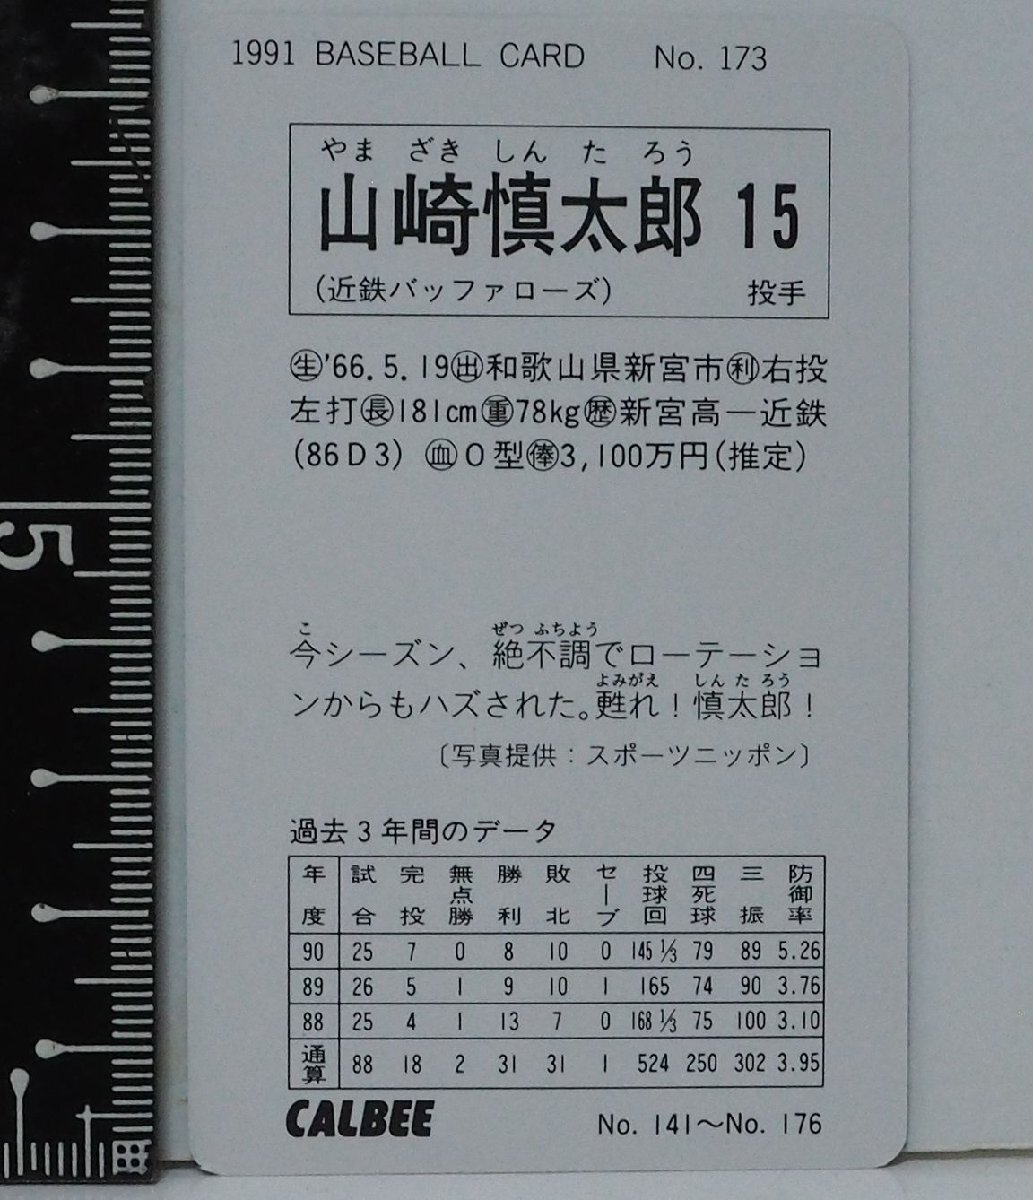 1991 BASEBALL CARD No. 173
やま ざき しん た ろう
山崎慎太郎 15
(近鉄バッファローズ) 投手
㊤'66.5.19㊤和歌山県新宮市㊤右投
左打㊤181cm㊤78kg㊤新宮高―近鉄
(86D3) ㊤O型㊤3,100万円(推定)
こ ぜつ ふちよう
今シーズン、絶不調でローテーショ
よみがえ しん た ろう
ンからもハズされた。甦れ!慎太郎!
〔写真提供:スポーツニッポン〕
過去3年間のデータ
年度 試合 完投 無点勝 勝利 敗北 セーブ 投球回 四死球 三振 防御率
90 25 7 0 8 10 0 145 1/3 79 89 5.26
89 26 5 1 9 10 1 165 74 90 3.76
88 25 4 1 13 7 0 168 1/3 75 100 3.10
通算 88 18 2 31 31 1 524 250 302 3.95
CALBEE No. 141〜No. 176
5